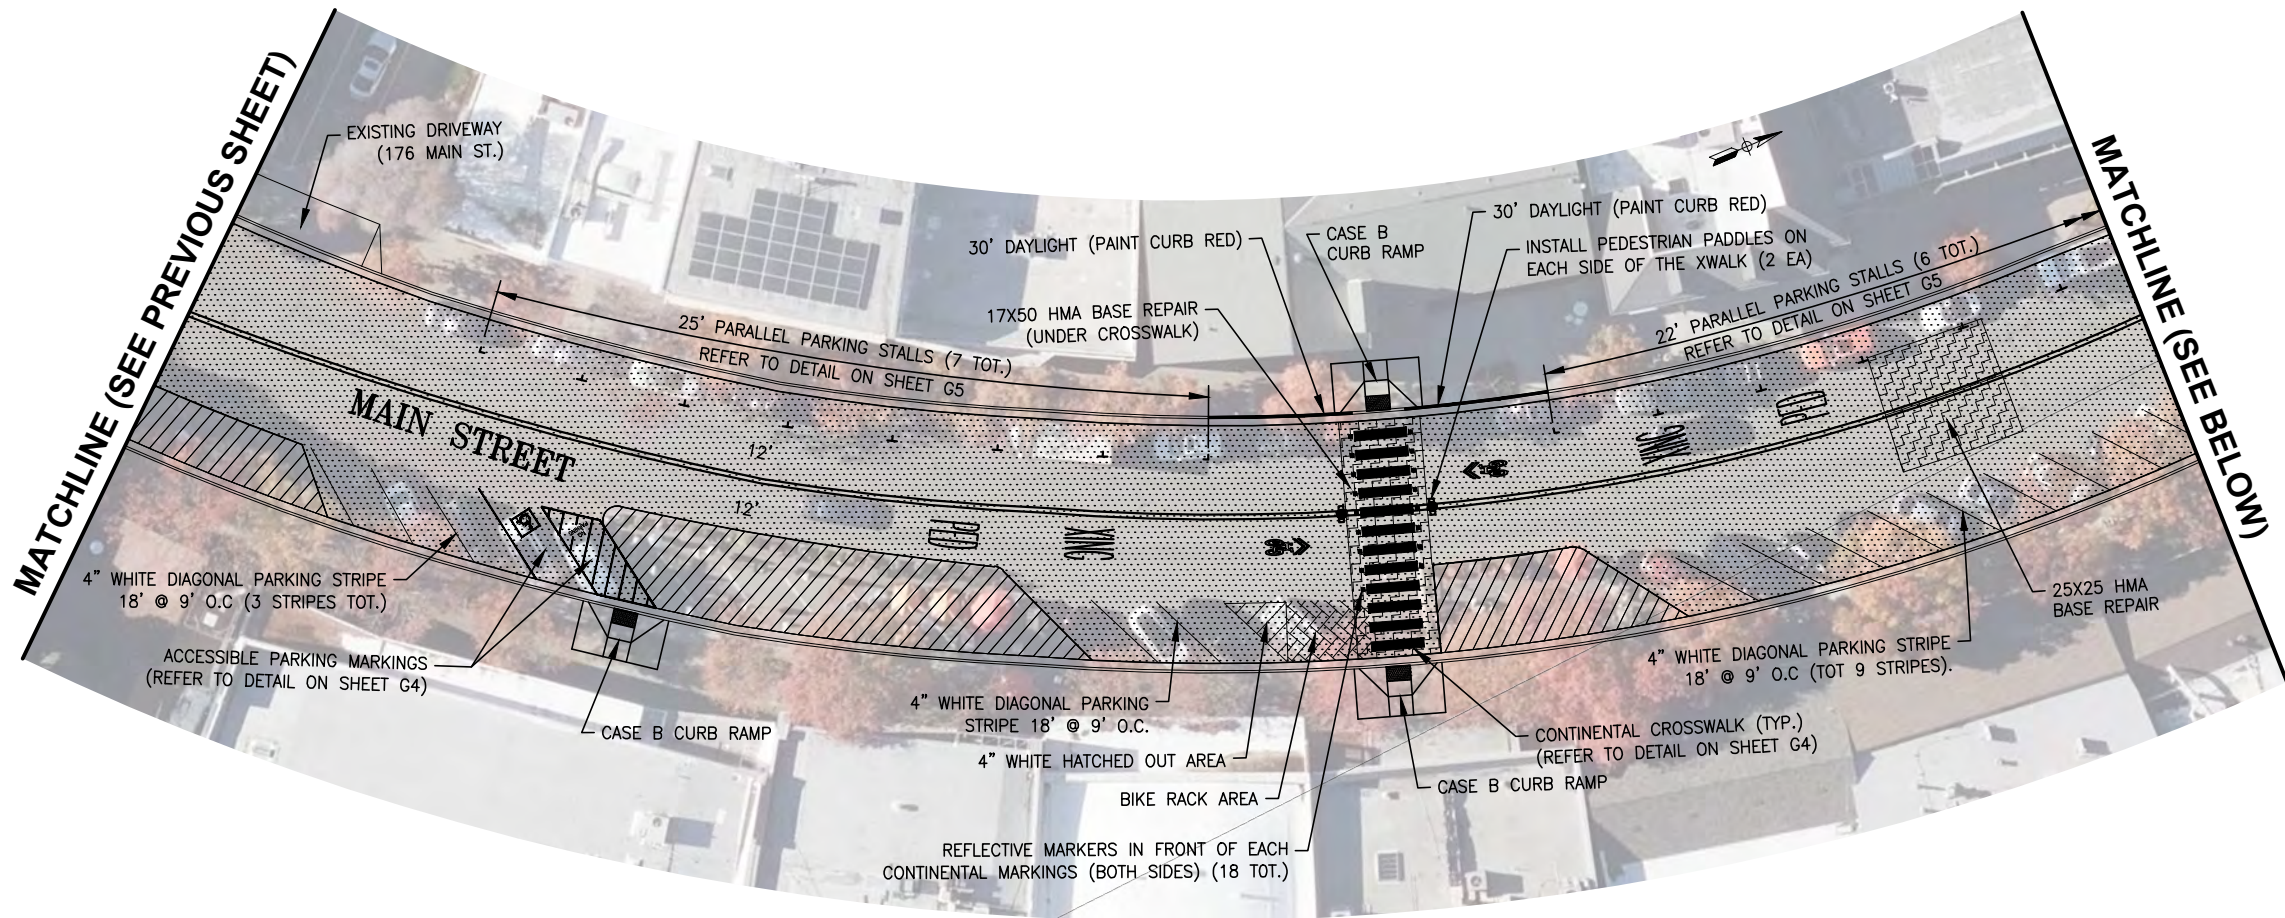 MATCHLINE (SEE PREVIOUS SHEET)
EXISTING DRIVEWAY
(176 MAIN ST.)
25' PARALLEL PARKING STALLS (7 TOT.)
REFER TO DETAIL ON SHEET G5
30' DAYLIGHT (PAINT CURB RED)
17X50 HMA BASE REPAIR
(UNDER CROSSWALK)
CASE B
CURB RAMP
30' DAYLIGHT (PAINT CURB RED)
INSTALL PEDESTRIAN PADDLES ON
EACH SIDE OF THE XWALK (2 EA)
22' PARALLEL PARKING STALLS (6 TOT.)
REFER TO DETAIL ON SHEET G5
MATCHLINE (SEE BELOW)
MAIN STREET
12'
12'
PED
XING
XING
PED
4" WHITE DIAGONAL PARKING STRIPE
18' @ 9' O.C (3 STRIPES TOT.)
ACCESSIBLE PARKING MARKINGS
(REFER TO DETAIL ON SHEET G4)
CASE B CURB RAMP
4" WHITE DIAGONAL PARKING
STRIPE 18' @ 9' O.C.
4" WHITE HATCHED OUT AREA
BIKE RACK AREA
REFLECTIVE MARKERS IN FRONT OF EACH
CONTINENTAL MARKINGS (BOTH SIDES) (18 TOT.)
CASE B CURB RAMP
CONTINENTAL CROSSWALK (TYP.)
(REFER TO DETAIL ON SHEET G4)
4" WHITE DIAGONAL PARKING STRIPE
18' @ 9' O.C (TOT 9 STRIPES).
25X25 HMA
BASE REPAIR